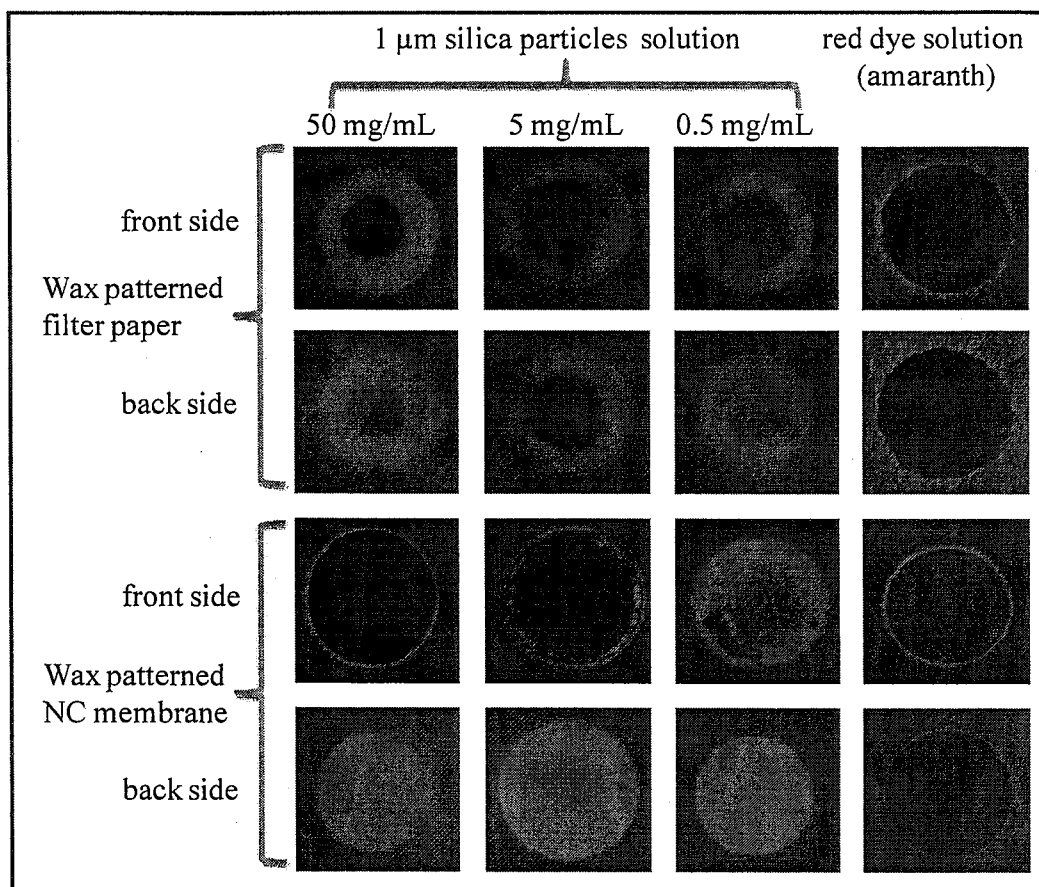 1 μm silica particles solution
red dye solution
(amaranth)
50 mg/mL
5 mg/mL
0.5 mg/mL
front side
Wax patterned
filter paper
back side
front side
Wax patterned
NC membrane
back side